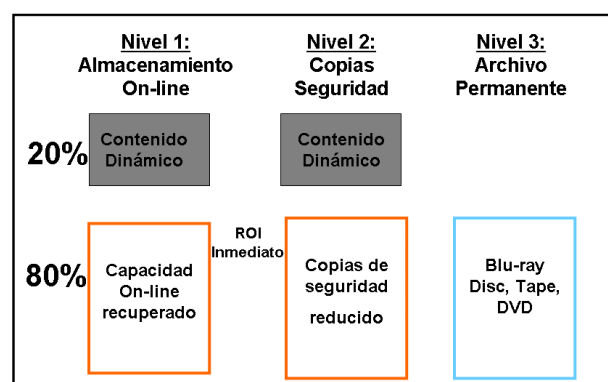 Nivel 1:
Almacenamiento
On-line
Nivel 2:
Copias
Seguridad
Nivel 3:
Archivo
Permanente
20%
Contenido
Dinámico
Contenido
Dinámico
80%
Capacidad
On-line
recuperado
ROI
Inmediato
Copias de
seguridad
reducido
Blu-ray
Disc, Tape,
DVD